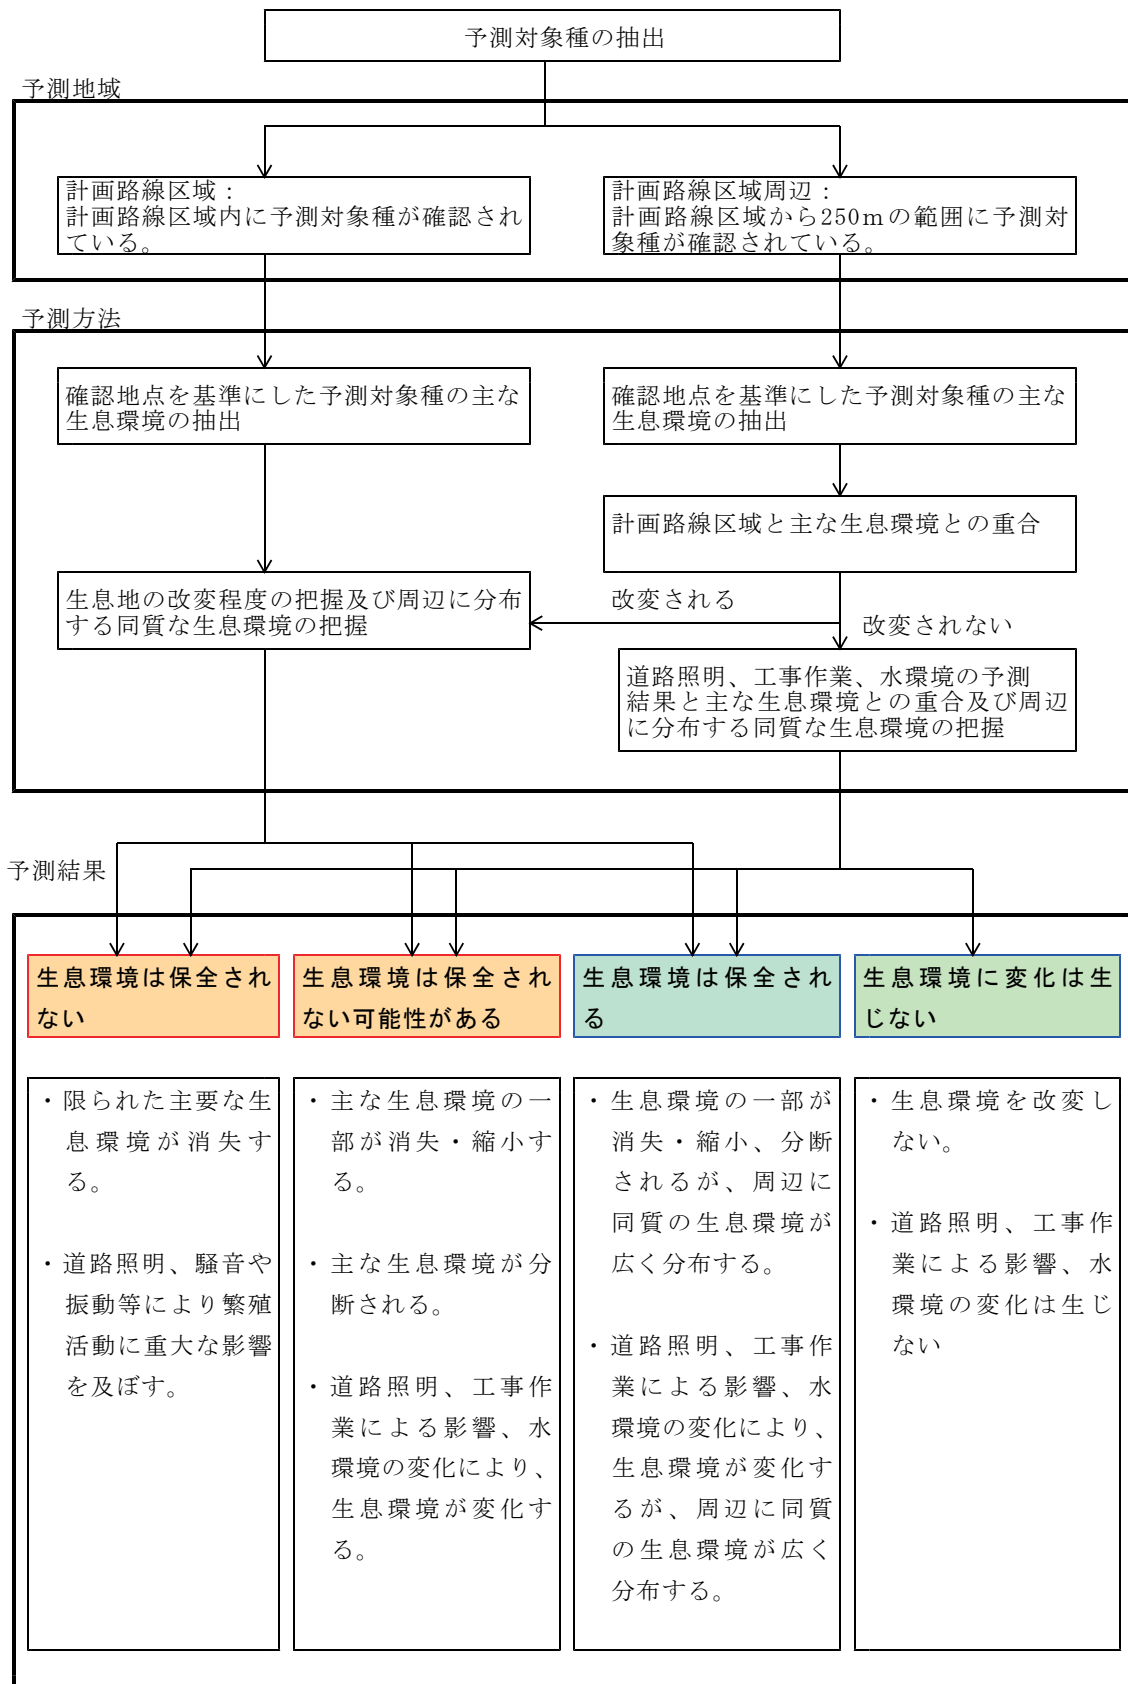 予測対象種の抽出
予測地域
計画路線区域：
計画路線区域内に予測対象種が確認され
ている。
計画路線区域周辺：
計画路線区域から250mの範囲に予測対
象種が確認されている。
予測方法
確認地点を基準にした予測対象種の主な
生息環境の抽出
確認地点を基準にした予測対象種の主な
生息環境の抽出
計画路線区域と主な生息環境との重合
生息地の改変程度の把握及び周辺に分布
する同質な生息環境の把握
改変される
改変されない
道路照明、工事作業、水環境の予測
結果と主な生息環境との重合及び周辺
に分布する同質な生息環境の把握
予測結果
生息環境は保全され
ない
生息環境は保全され
ない可能性がある
生息環境は保全され
る
生息環境に変化は生
じない
・限られた主要な生
息環境が消失す
る。
・道路照明、騒音や
振動等により繁殖
活動に重大な影響
を及ぼす。
・主な生息環境の一
部が消失・縮小す
る。
・主な生息環境が分
断される。
・道路照明、工事作
業による影響、水
環境の変化により、
生息環境が変化す
る。
・生息環境の一部が
消失・縮小、分断
されるが、周辺に
同質の生息環境が
広く分布する。
・道路照明、工事作
業による影響、水
環境の変化により、
生息環境が変化す
るが、周辺に同質
の生息環境が広く
分布する。
・生息環境を改変し
ない。
・道路照明、工事作
業による影響、水
環境の変化は生じ
ない